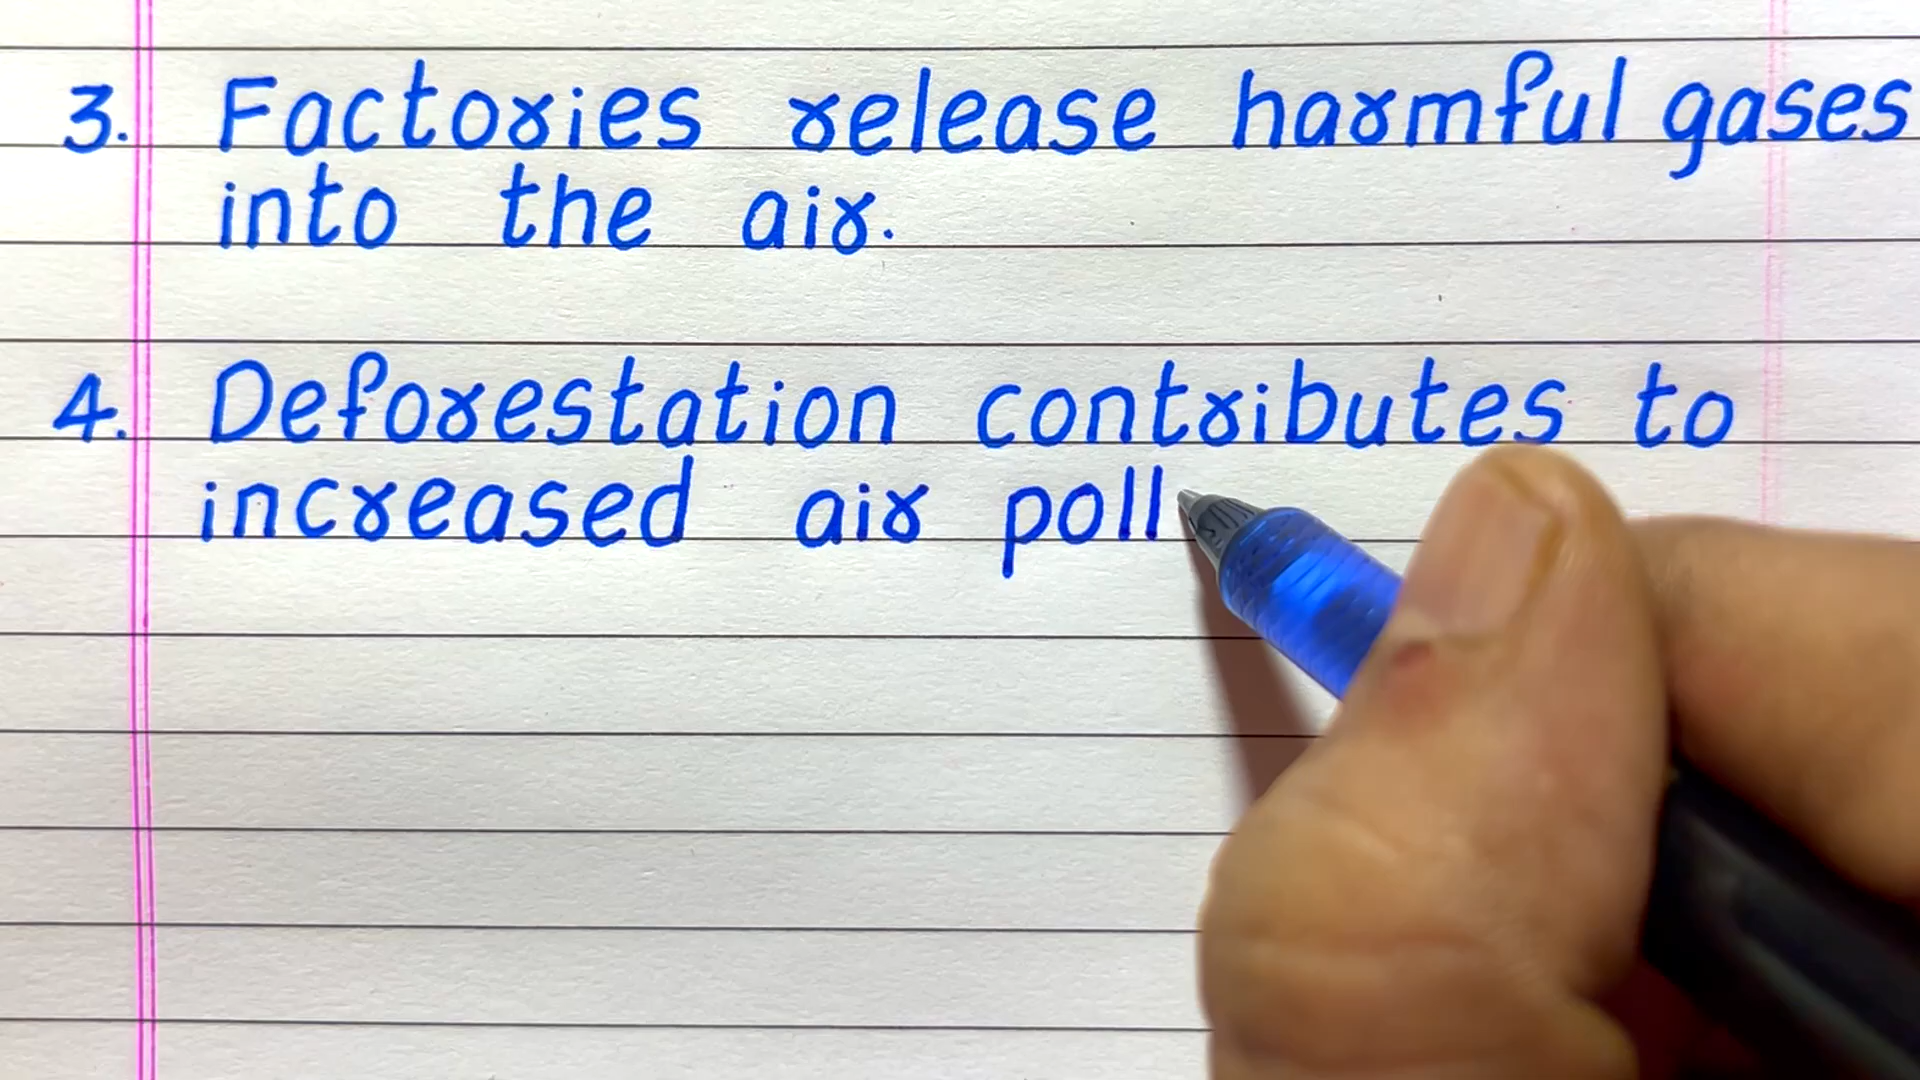 3. Factories release harmful gases
into the air.
4. Deforestation contributes to
increased air poll